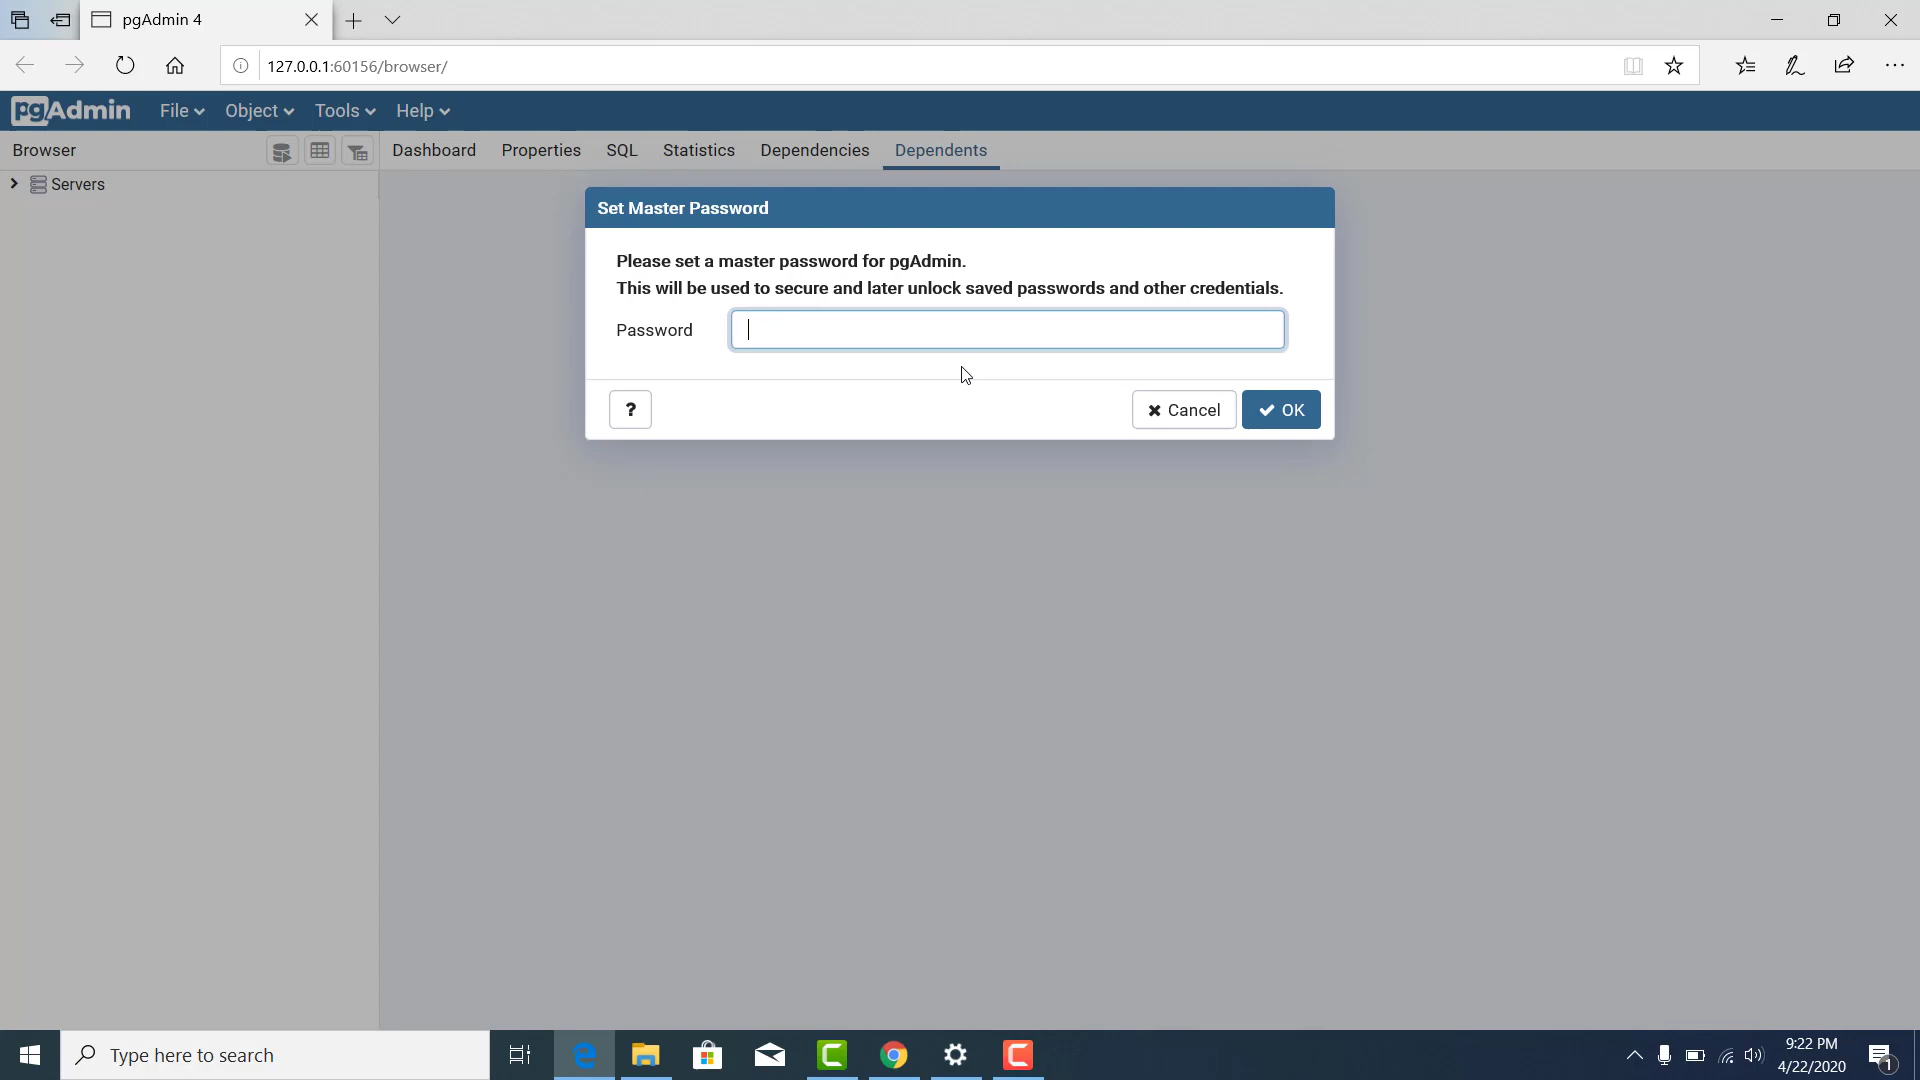 pgAdmin 4
127.0.0.1:60156/browser/
pgAdmin File Object Tools Help
Browser Dashboard Properties SQL Statistics Dependencies Dependents
Servers
Set Master Password
Please set a master password for pgAdmin.
This will be used to secure and later unlock saved passwords and other credentials.
Password
? Cancel OK
Type here to search
9:22 PM
4/22/2020
1